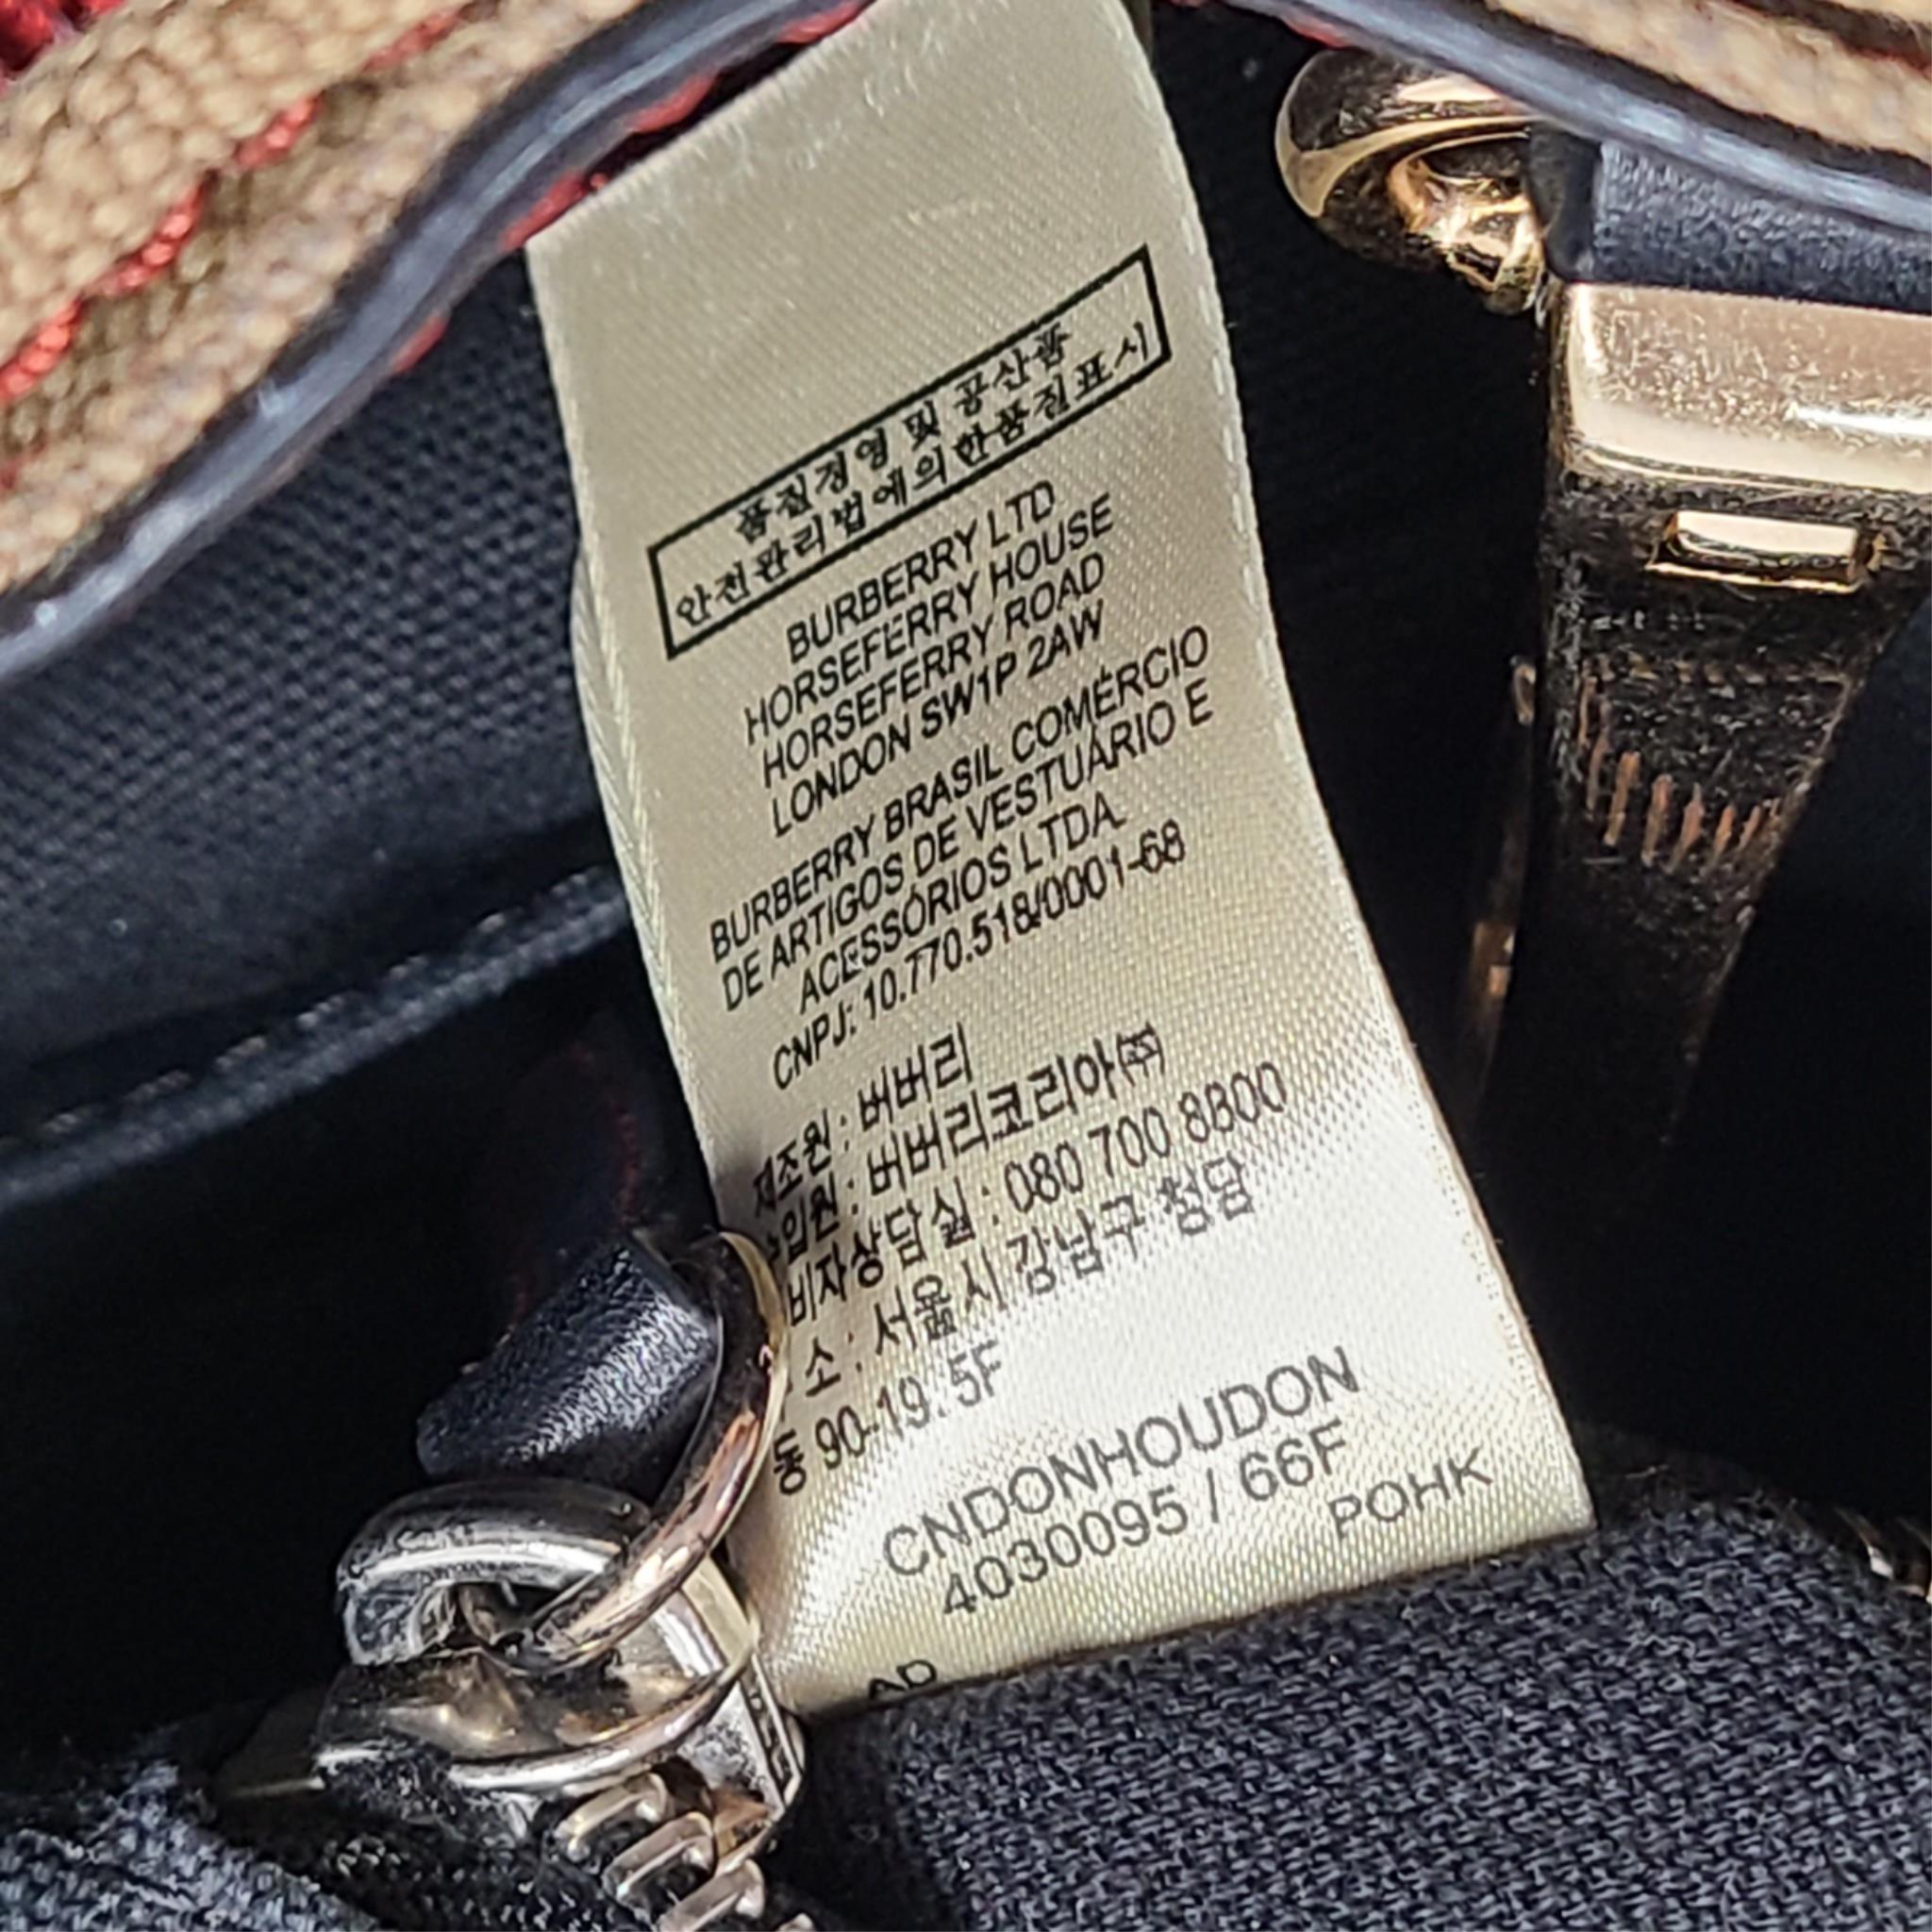 품질경영 및 공산품
안전관리법에의한품질표시
BURBERRY LTD
HORSEFERRY HOUSE
HORSEFERRY ROAD
LONDON SW1P 2AW
BURBERRY BRASIL COMÉRCIO
DE ARTIGOS DE VESTUÁRIO E
ACESSÓRIOS LTDA.
CNPJ: 10.770.518/0001-68
제조원 : 버버리
입원 : 버버리코리아㈜
비자상담실 : 080 700 8800
소 : 서울시 강남구 청담
동 90-19. 5F
CNDONHOUDON
4030095 / 66F
POHK
AD